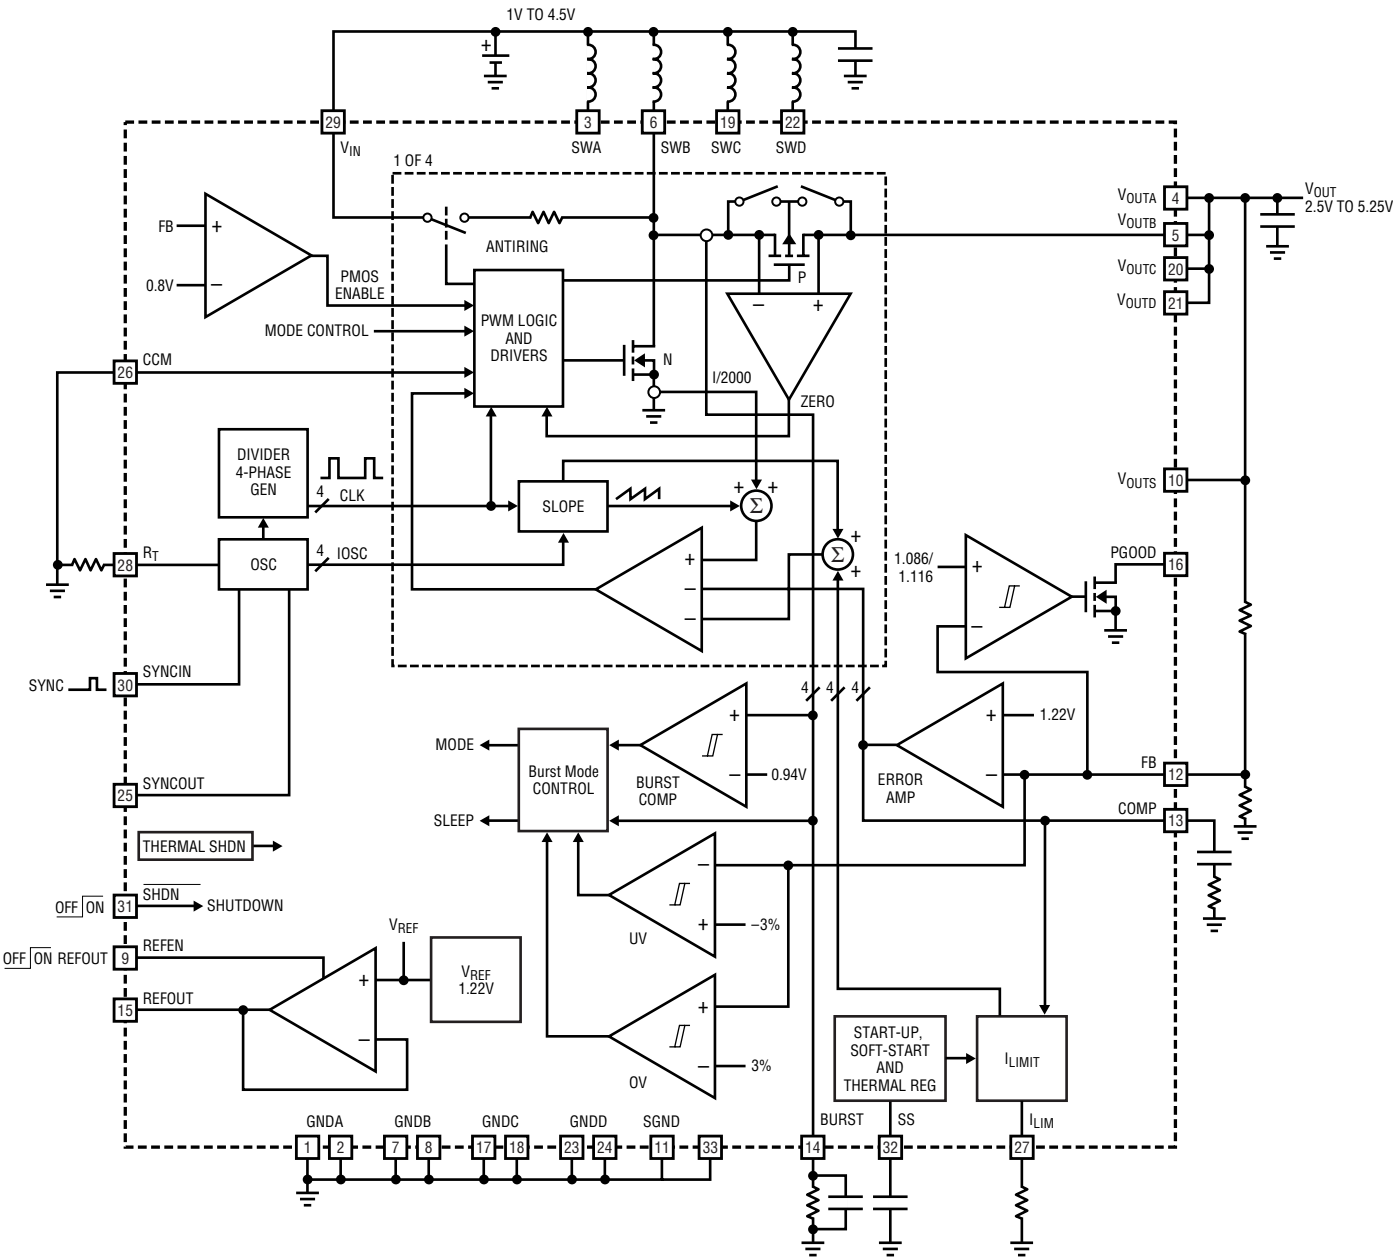 1V TO 4.5V
+
29
3
6
19
22
VIN
SWA
SWB
SWC
SWD
1 OF 4
VOUTA
4
VOUT
2.5V TO 5.25V
FB
+
VOUTB
5
ANTIRING
0.8V
−
PMOS
ENABLE
P
VOUTC
20
− +
VOUTD
21
PWM LOGIC
AND
DRIVERS
MODE CONTROL
N
26
CCM
I/2000
ZERO
DIVIDER
4-PHASE
GEN
4
CLK
SLOPE
+ +
Σ
VOUTS
10
+
Σ
+
28
RT
OSC
4
IOSC
+
−
−
1.086/
1.116
+
−
PGOOD
16
SYNC
30
SYNCIN
4
4
4
MODE
Burst Mode
CONTROL
+
−
0.94V
BURST
COMP
+
1.22V
−
ERROR
AMP
FB
12
25
SYNCOUT
SLEEP
COMP
13
THERMAL SHDN
−
+
−3%
UV
OFF ON
31
SHDN
SHUTDOWN
OFF ON REFOUT
9
REFEN
VREF
+
−
VREF
1.22V
15
REFOUT
+
−
3%
OV
START-UP,
SOFT-START
AND
THERMAL REG
ILIMIT
GNDA
GNDB
GNDC
GNDD
SGND
BURST
SS
ILIM
1
2
7
8
17
18
23
24
11
33
14
32
27